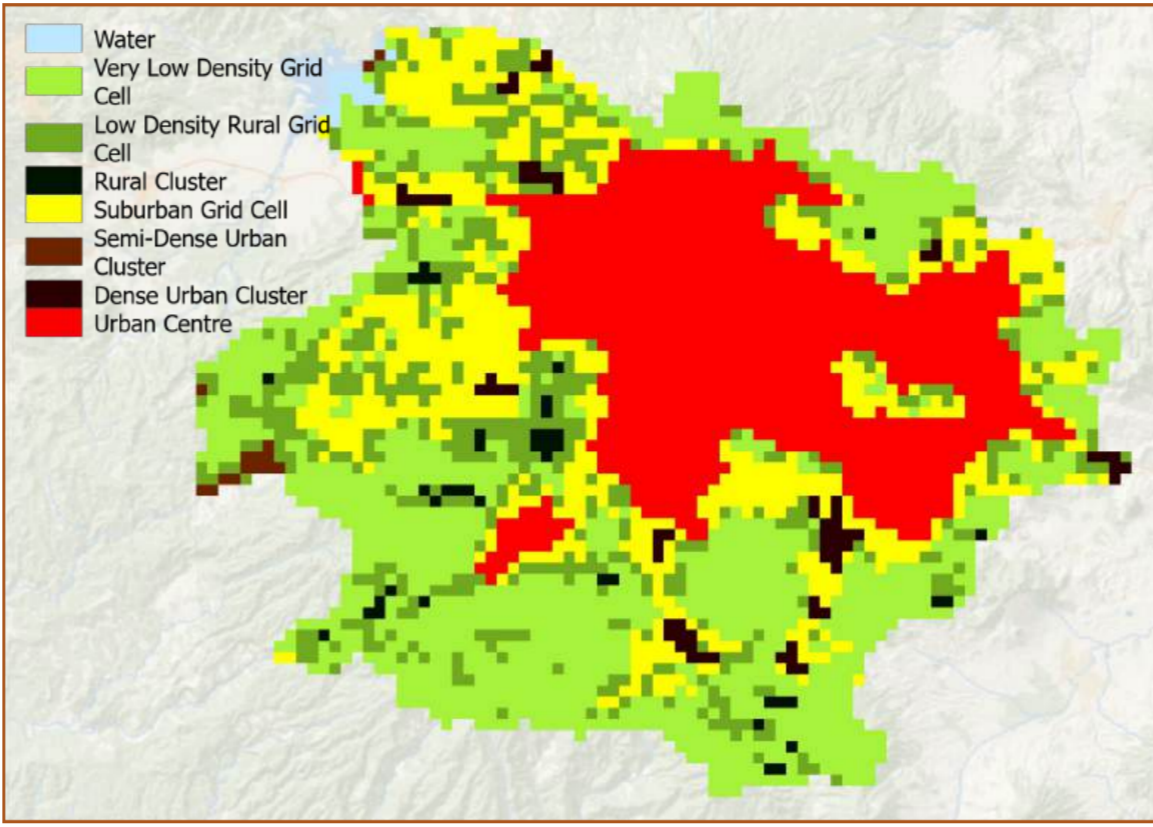 Water
Very Low Density Grid
Cell
Low Density Rural Grid
Cell
Rural Cluster
Suburban Grid Cell
Semi-Dense Urban
Cluster
Dense Urban Cluster
Urban Centre